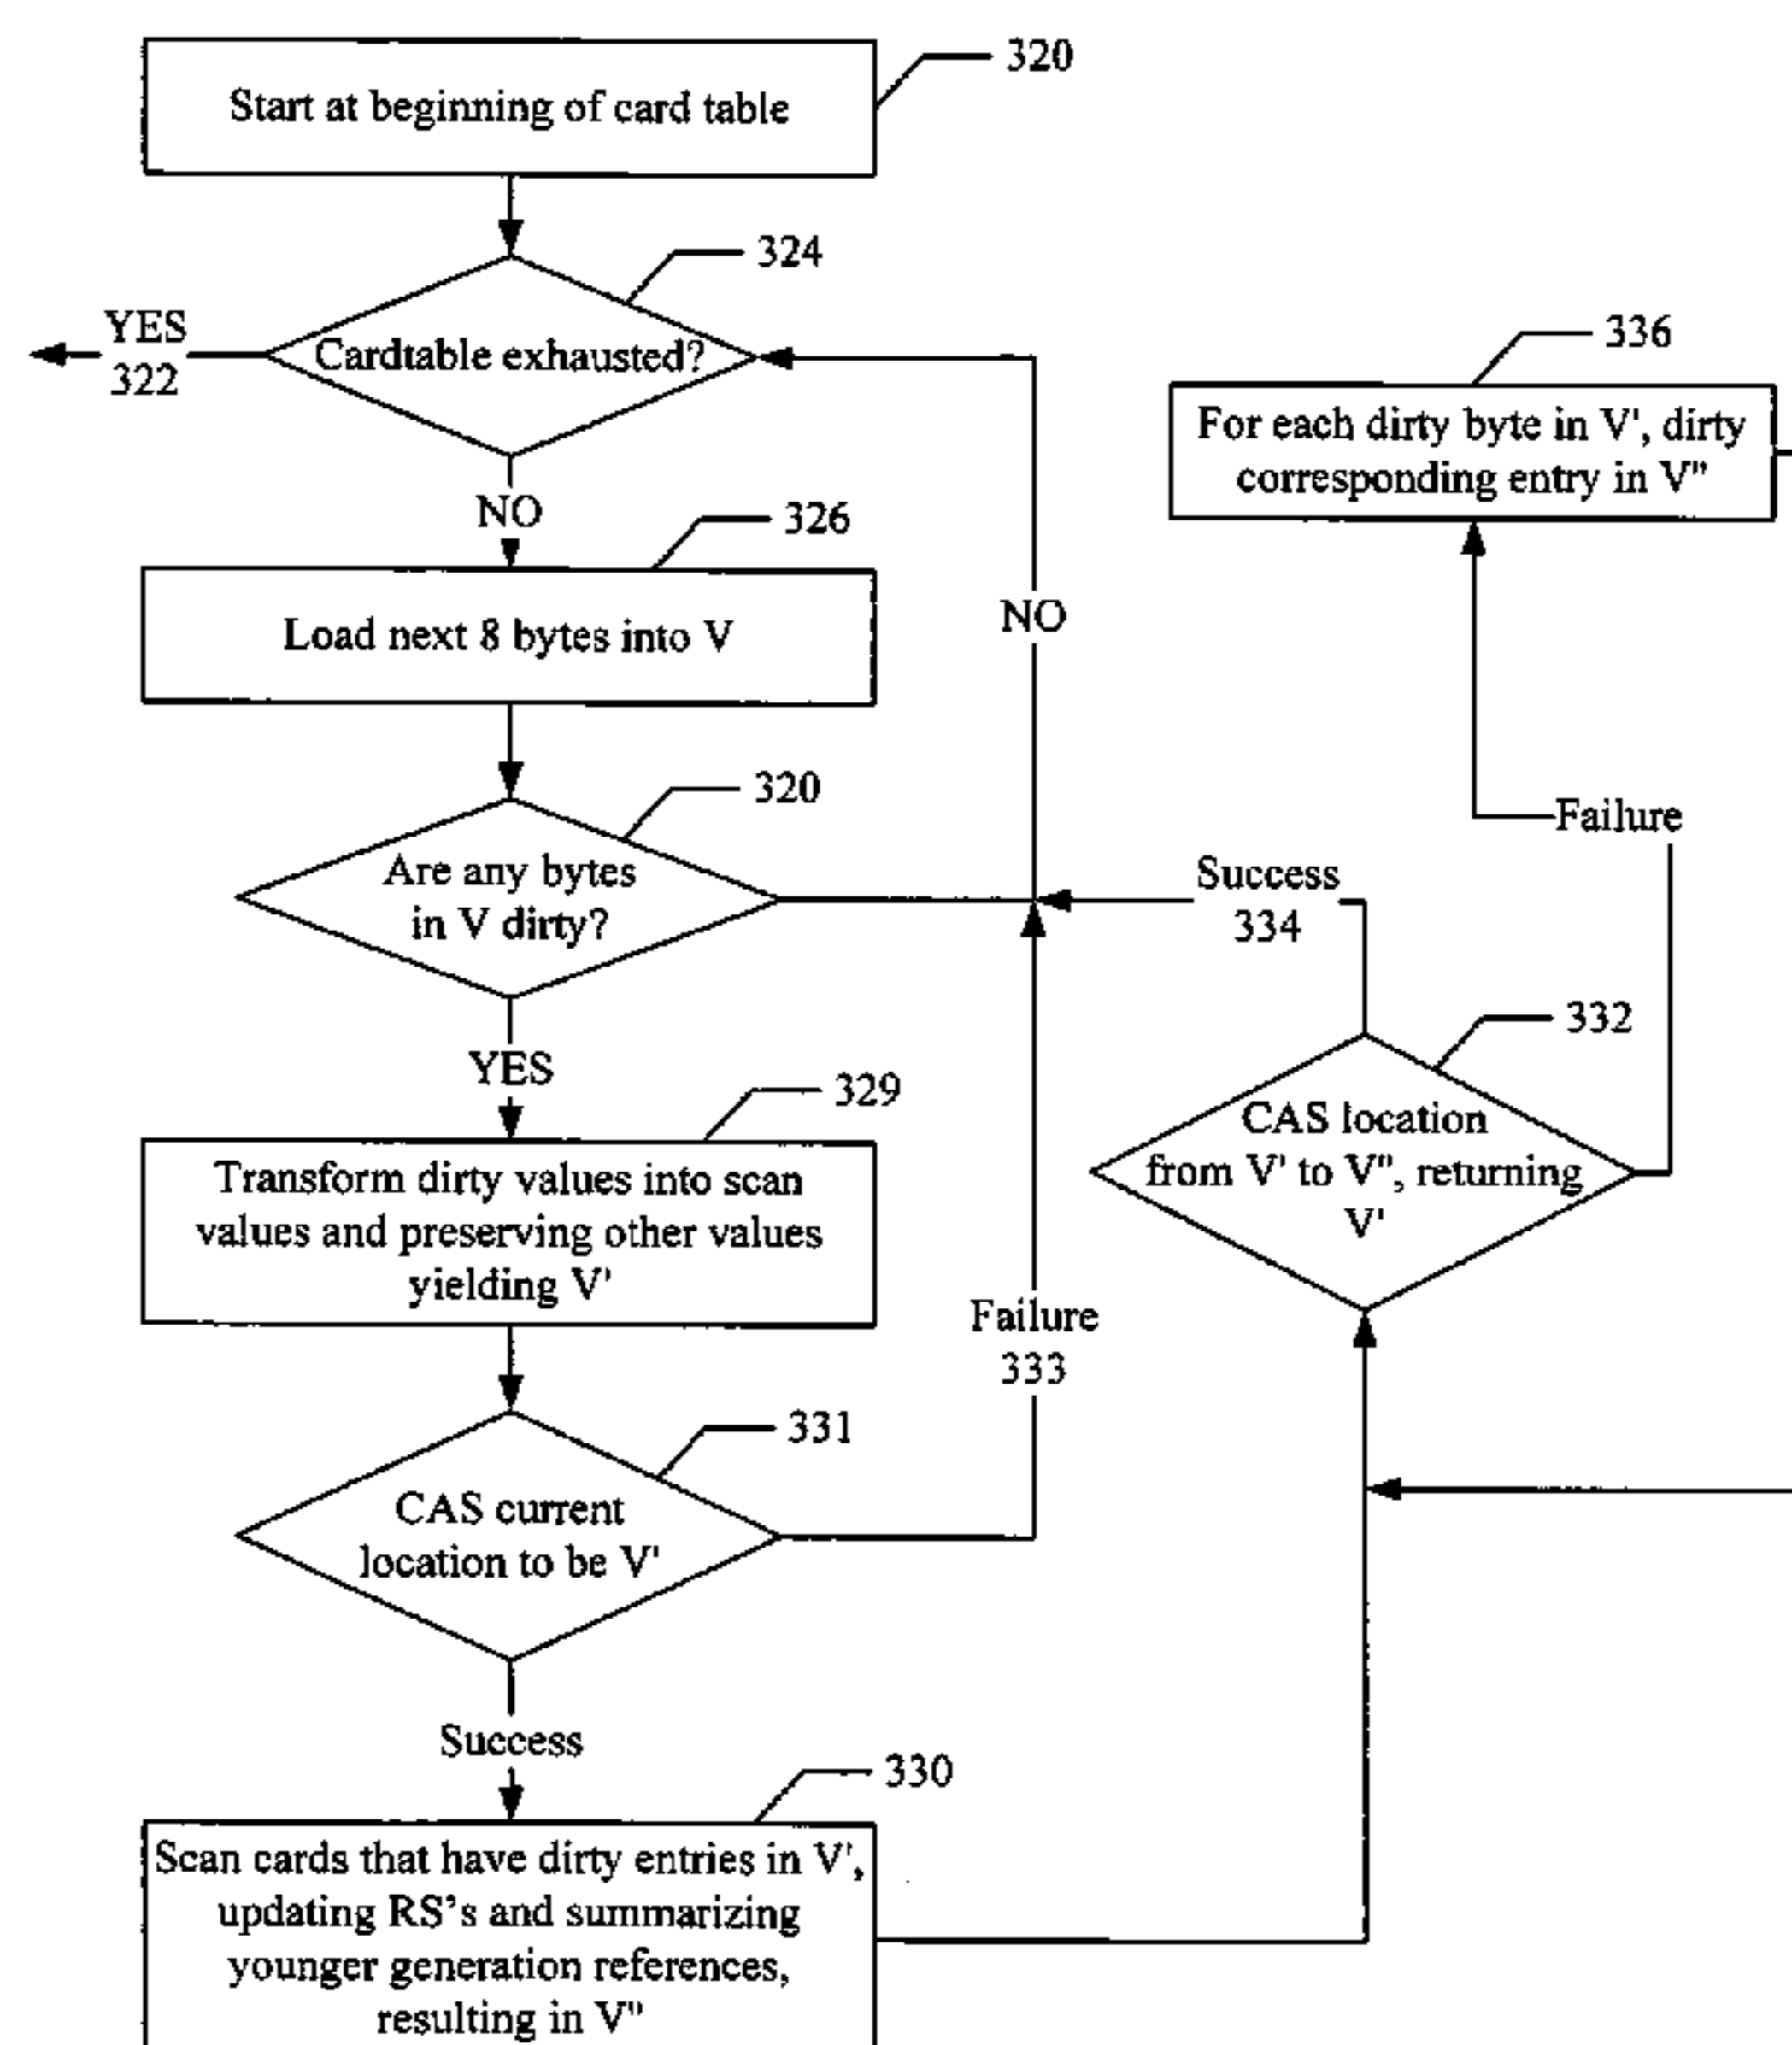 Start at beginning of card table
320
324
Cardtable exhausted?
YES
322
NO
326
Load next 8 bytes into V
320
Are any bytes
in V dirty?
NO
YES
329
Transform dirty values into scan
values and preserving other values
yielding V'
331
CAS current
location to be V'
Failure
333
Success
330
Scan cards that have dirty entries in V',
updating RS's and summarizing
younger generation references,
resulting in V"
332
CAS location
from V' to V", returning
V'
Success
334
Failure
336
For each dirty byte in V', dirty
corresponding entry in V"